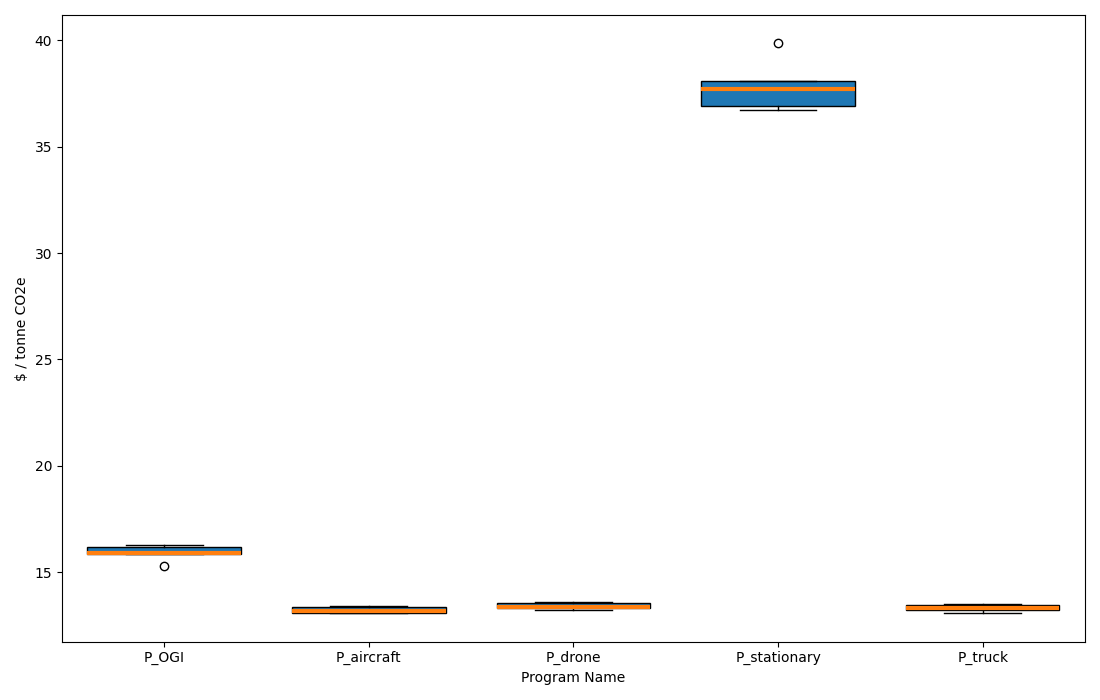 40
35
30
25
20
15
$ / tonne CO2e
P_OGI
P_aircraft
P_drone
P_stationary
P_truck
Program Name